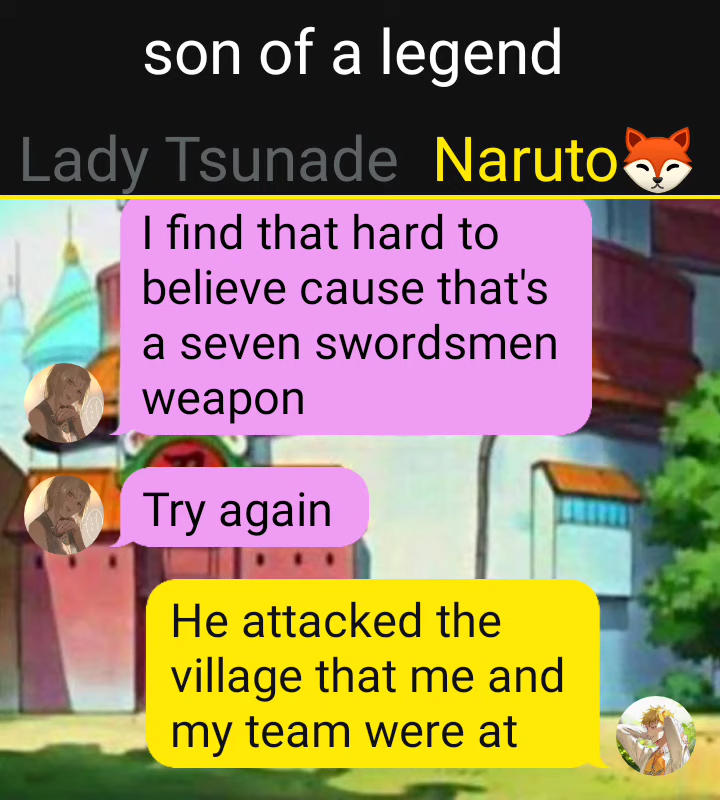 son of a legend
Lady Tsunade Naruto🦊
I find that hard to
believe cause that's
a seven swordsmen
weapon
Try again
He attacked the
village that me and
my team were at